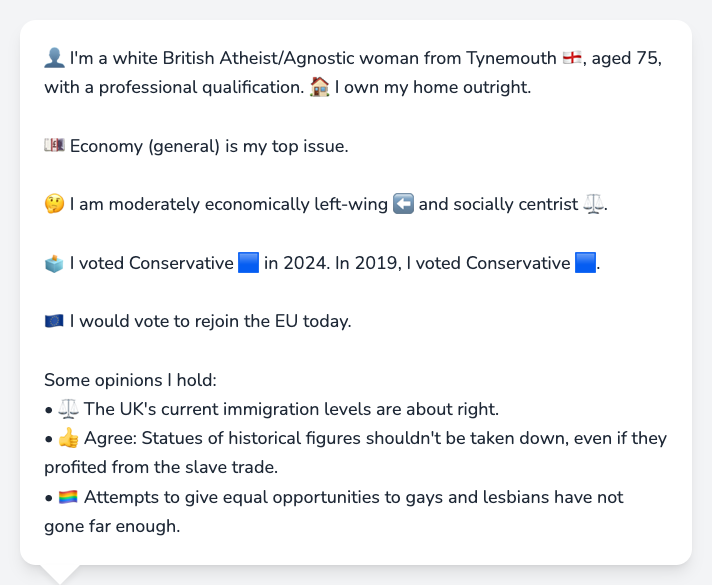 👤 I'm a white British Atheist/Agnostic woman from Tynemouth 🏴󠁧󠁢󠁥󠁮󠁧󠁿, aged 75,
with a professional qualification. 🏠 I own my home outright.
💷 Economy (general) is my top issue.
🤔 I am moderately economically left-wing ⬅️ and socially centrist ⚖️.
🗳️ I voted Conservative 🟦 in 2024. In 2019, I voted Conservative 🟦.
🇪🇺 I would vote to rejoin the EU today.
Some opinions I hold:
• ⚖️ The UK's current immigration levels are about right.
• 👍 Agree: Statues of historical figures shouldn't be taken down, even if they
profited from the slave trade.
• 🏳️‍🌈 Attempts to give equal opportunities to gays and lesbians have not
gone far enough.